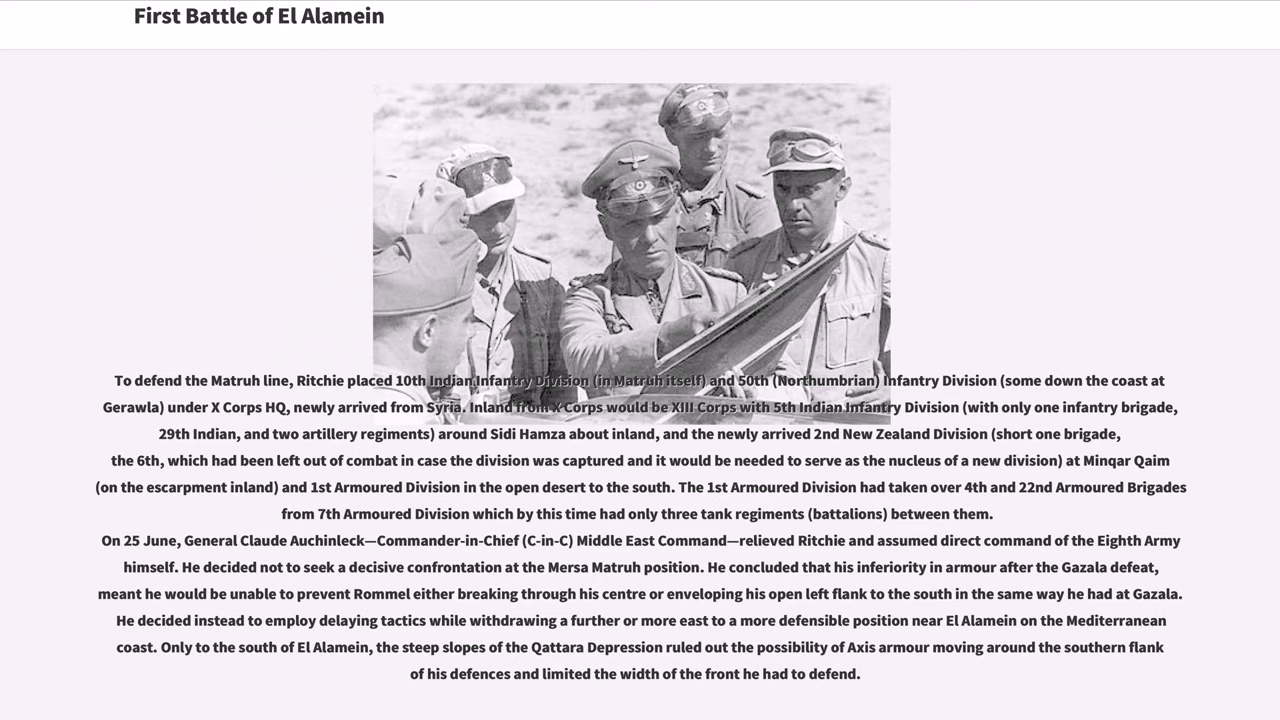 First Battle of El Alamein
To defend the Matruh line, Ritchie placed 10th Indian Infantry Division (in Matruh itself) and 50th (Northumbrian) Infantry Division (some down the coast at
Gerawla) under X Corps HQ, newly arrived from Syria. Inland from X Corps would be XIII Corps with 5th Indian Infantry Division (with only one infantry brigade,
29th Indian, and two artillery regiments) around Sidi Hamza about inland, and the newly arrived 2nd New Zealand Division (short one brigade,
the 6th, which had been left out of combat in case the division was captured and it would be needed to serve as the nucleus of a new division) at Minqar Qaim
(on the escarpment inland) and 1st Armoured Division in the open desert to the south. The 1st Armoured Division had taken over 4th and 22nd Armoured Brigades
from 7th Armoured Division which by this time had only three tank regiments (battalions) between them.
On 25 June, General Claude Auchinleck—Commander-in-Chief (C-in-C) Middle East Command—relieved Ritchie and assumed direct command of the Eighth Army
himself. He decided not to seek a decisive confrontation at the Mersa Matruh position. He concluded that his inferiority in armour after the Gazala defeat,
meant he would be unable to prevent Rommel either breaking through his centre or enveloping his open left flank to the south in the same way he had at Gazala.
He decided instead to employ delaying tactics while withdrawing a further or more east to a more defensible position near El Alamein on the Mediterranean
coast. Only to the south of El Alamein, the steep slopes of the Qattara Depression ruled out the possibility of Axis armour moving around the southern flank
of his defences and limited the width of the front he had to defend.